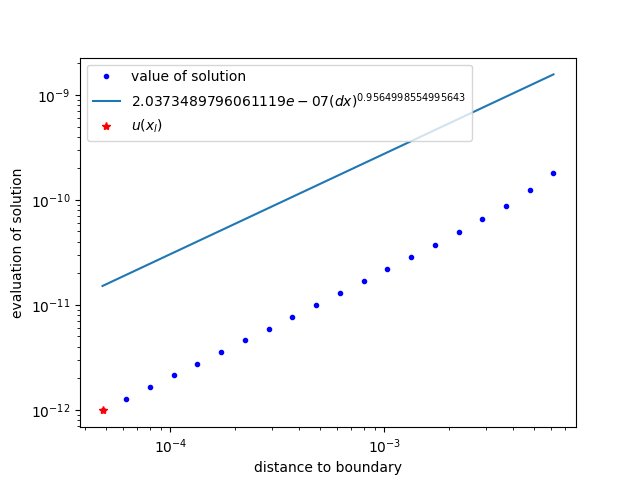 value of solution
2.0373489796061119e − 07(dx)^0.9564998554995643
u(x_l)
10^−9
10^−10
10^−11
10^−12
evaluation of solution
10^−4
10^−3
distance to boundary